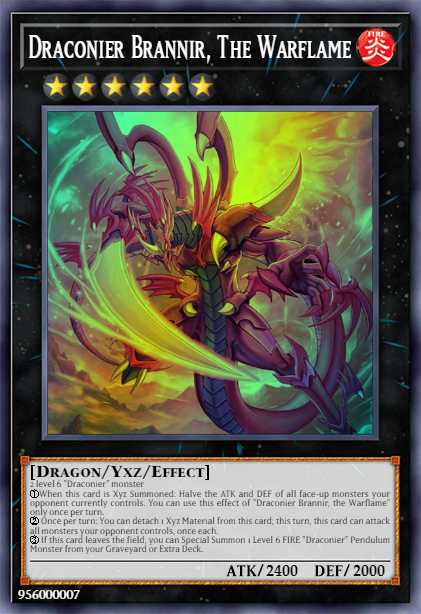 Draconier Brannir, The Warflame
FIRE
炎
[Dragon/Yxz/Effect]
2 level 6 "Draconier" monster
①When this card is Xyz Summoned: Halve the ATK and DEF of all face-up monsters your
opponent currently controls. You can use this effect of "Draconier Brannir, the Warflame"
only once per turn.
② Once per turn: You can detach 1 Xyz Material from this card; this turn, this card can attack
all monsters your opponent controls, once each.
③ If this card leaves the field, you can Special Summon 1 Level 6 FIRE "Draconier" Pendulum
Monster from your Graveyard or Extra Deck.
ATK/2400 DEF/2000
956000007